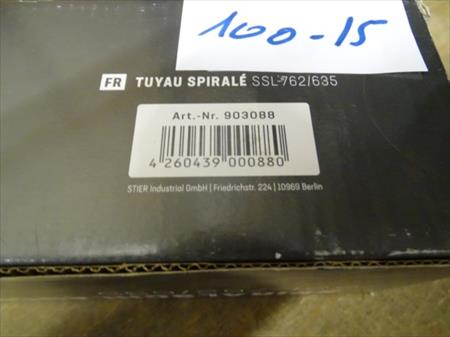 100-15
FR TUYAU SPIRALÉ SSL-762/635
Art.-Nr. 903088
4 260439 000880
STIER Industrial GmbH | Friedrichstr. 224 | 10969 Berlin